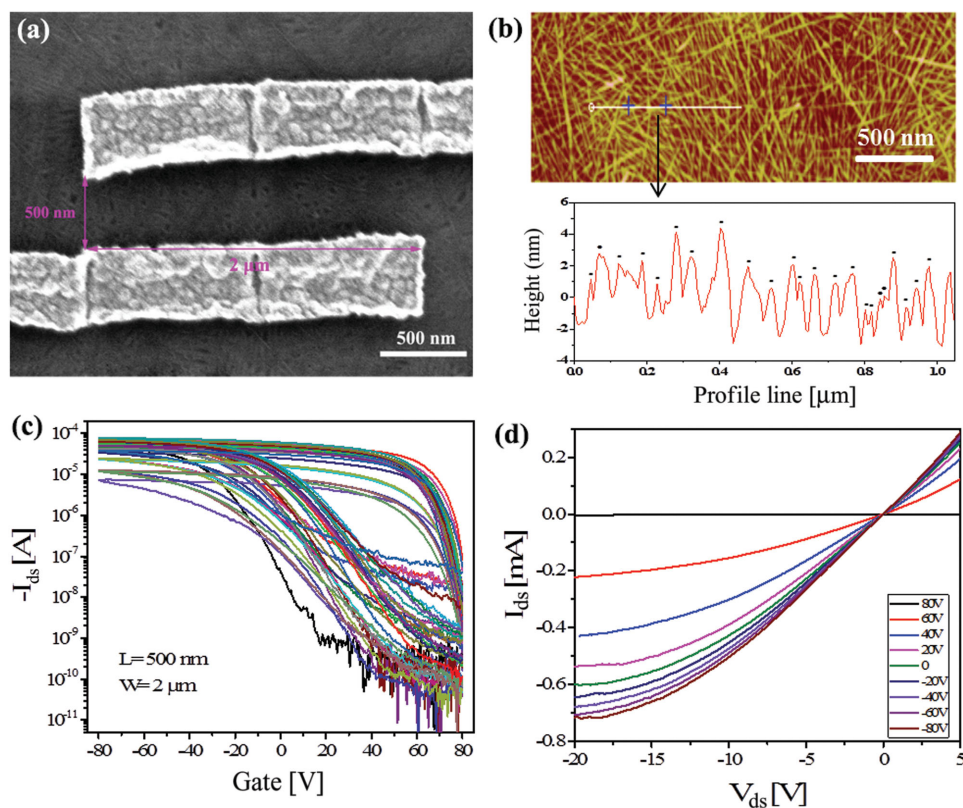 (a)
500 nm
2 μm
500 nm
(b)
500 nm
Height (nm)
4
2
0
-2
-4
0.0 0.2 0.4 0.6 0.8 1.0
Profile line [μm]
(c)
-I_ds [A]
10^-4
10^-5
10^-6
10^-7
10^-8
10^-9
10^-10
10^-11
L=500 nm
W=2 μm
-80 -60 -40 -20 0 20 40 60 80
Gate [V]
(d)
I_ds [mA]
0.2
0.0
-0.2
-0.4
-0.6
-0.8
80V
60V
40V
20V
0
-20V
-40V
-60V
-80V
-20 -15 -10 -5 0 5
V_ds [V]